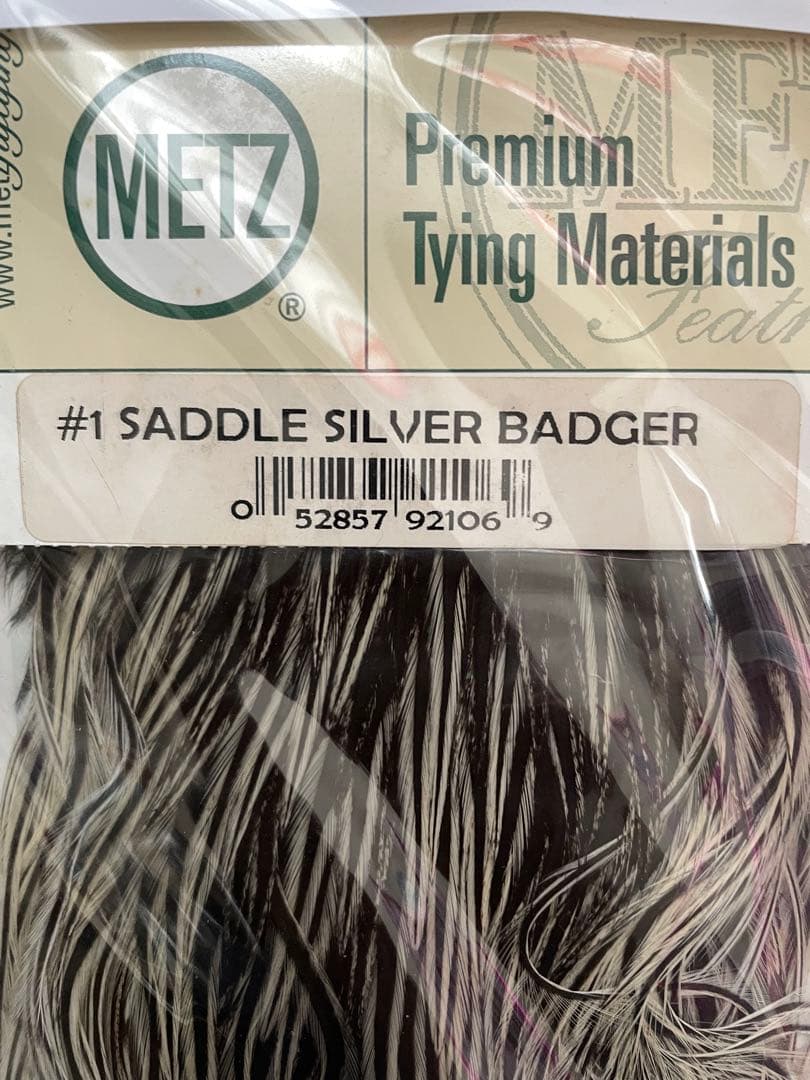 METZ
®
Premium
Tying Materials
#1 SADDLE SILVER BADGER
0 52857 92106 9